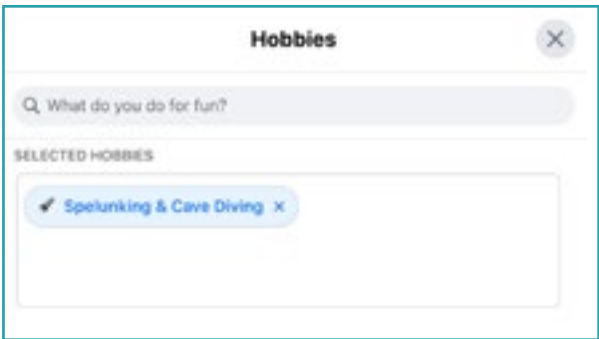 Hobbies
What do you do for fun?
SELECTED HOBBIES
Spelunking & Cave Diving ×